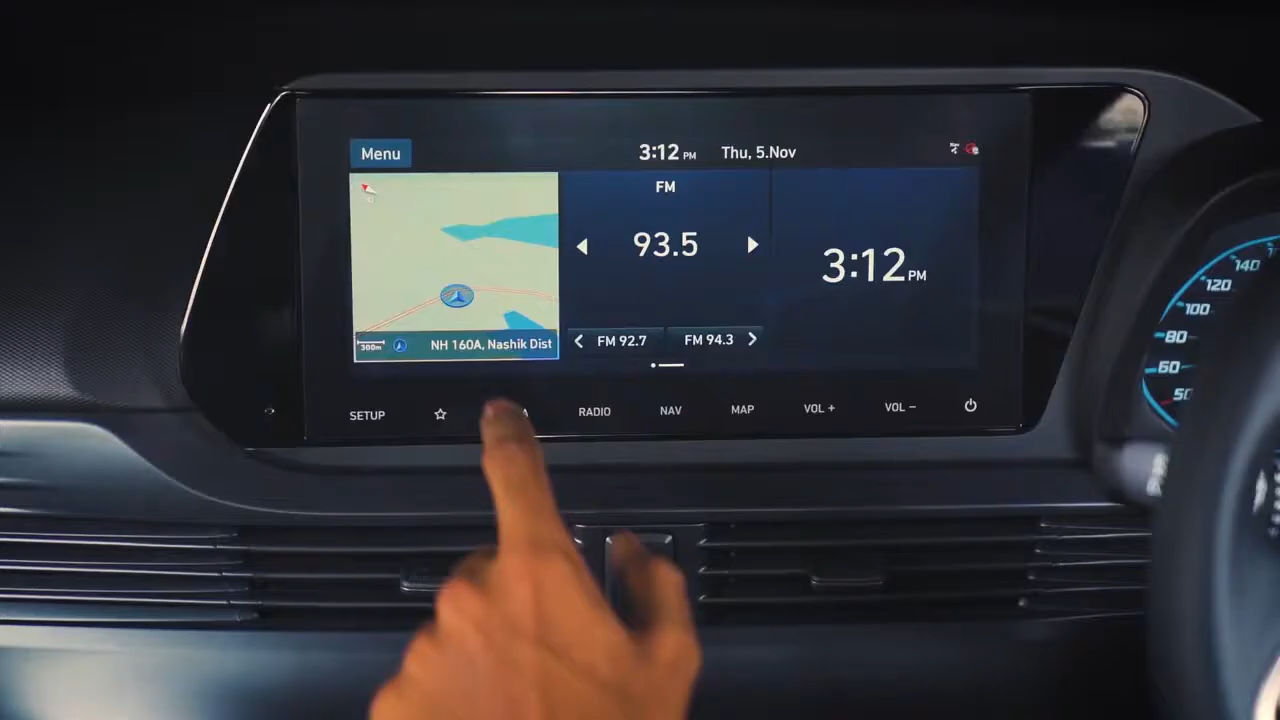 Menu
3:12 PM Thu, 5.Nov
FM
93.5
3:12 PM
300m
NH 160A, Nashik Dist
FM 92.7
FM 94.3
SETUP
RADIO
NAV
MAP
VOL +
VOL −
140
120
100
80
60
50